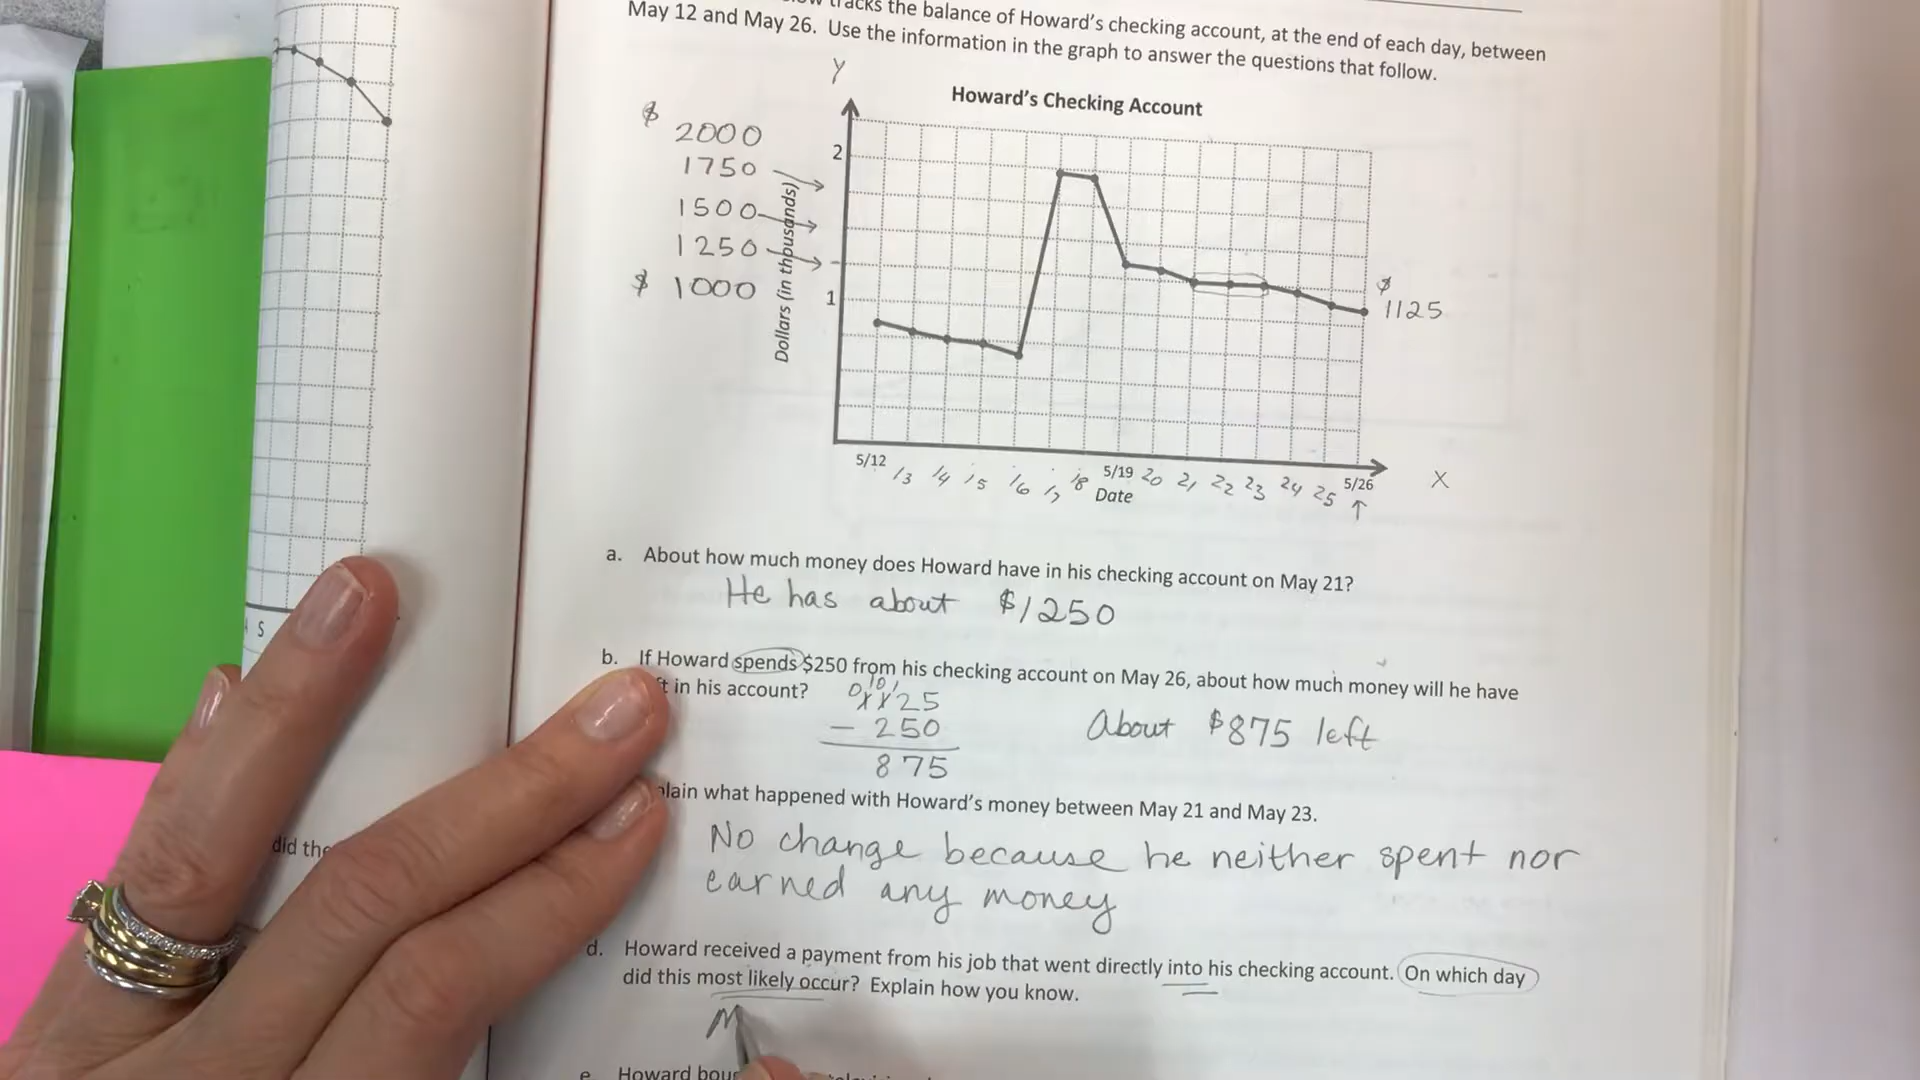 tracks the balance of Howard's checking account, at the end of each day, between
May 12 and May 26. Use the information in the graph to answer the questions that follow.
Y
Howard's Checking Account
$
2000
1750
1500
1250
$ 1000
Dollars (in thousands)
2
1
$
1125
5/12 13 14 15 16 17 18 5/19 20 21 22 23 24 25 5/26
Date
X
a. About how much money does Howard have in his checking account on May 21?
He has about $1250
b. If Howard spends $250 from his checking account on May 26, about how much money will he have
in his account?
0 10 1
1125
- 250
875
About $875 left
what happened with Howard's money between May 21 and May 23.
No change because he neither spent nor
earned any money
d. Howard received a payment from his job that went directly into his checking account. On which day
did this most likely occur? Explain how you know.
M
e. Howard
S
did